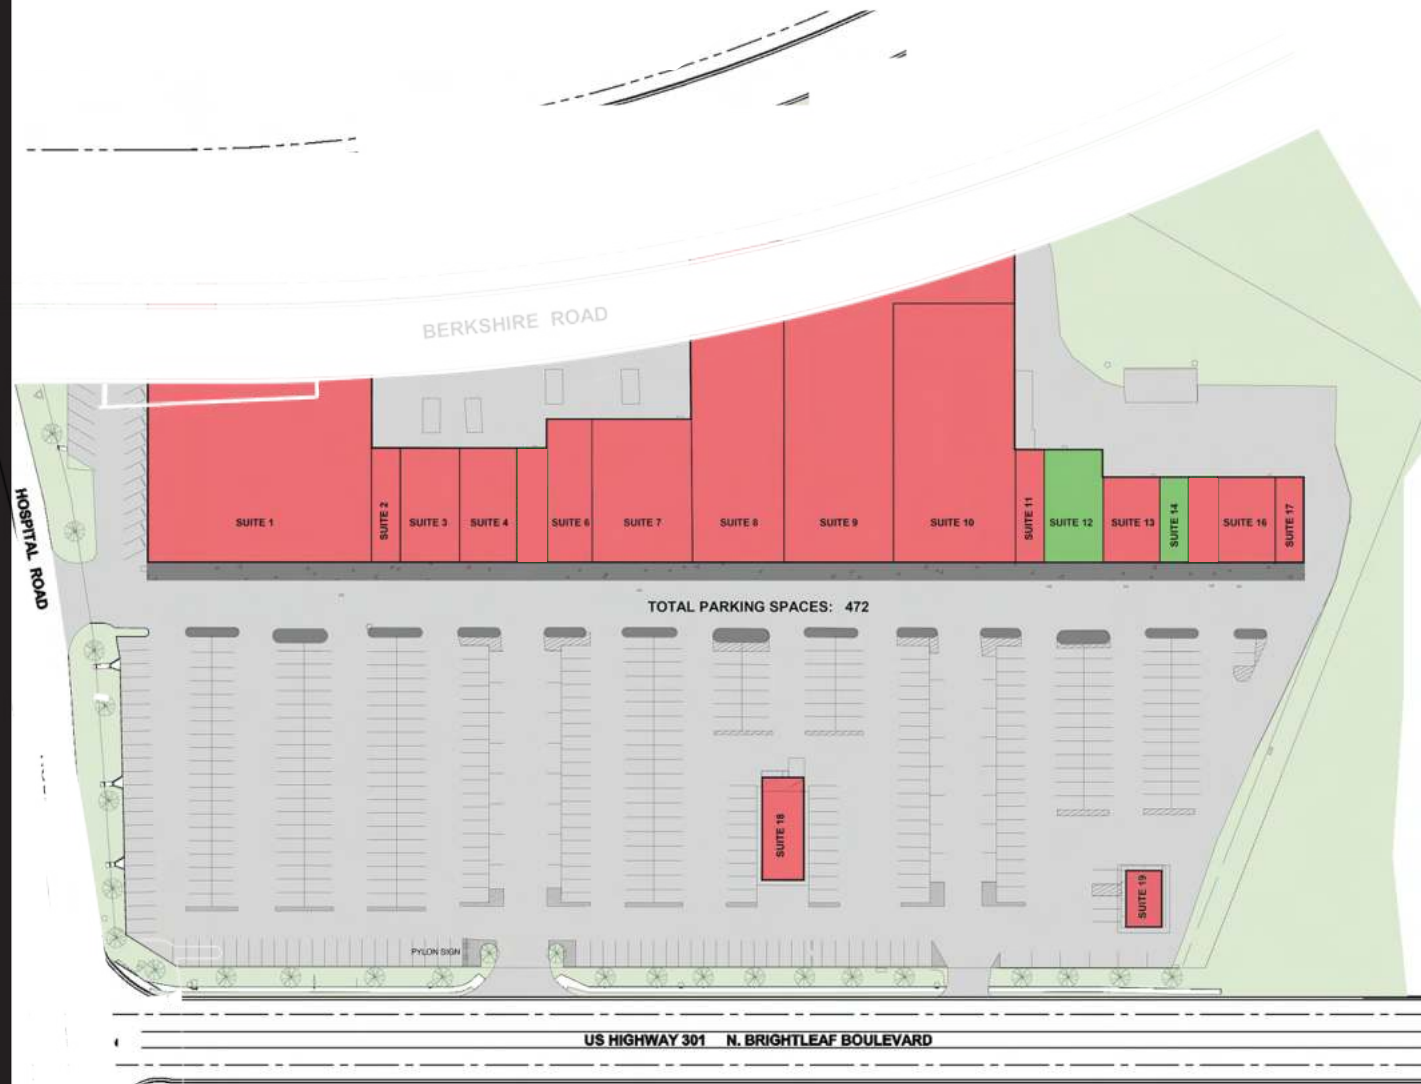 BERKSHIRE ROAD
HOSPITAL ROAD
SUITE 1
SUITE 2
SUITE 3
SUITE 4
SUITE 6
SUITE 7
SUITE 8
SUITE 9
SUITE 10
SUITE 11
SUITE 12
SUITE 13
SUITE 14
SUITE 16
SUITE 17
TOTAL PARKING SPACES: 472
SUITE 18
SUITE 19
PYLON SIGN
US HIGHWAY 301 N. BRIGHTLEAF BOULEVARD